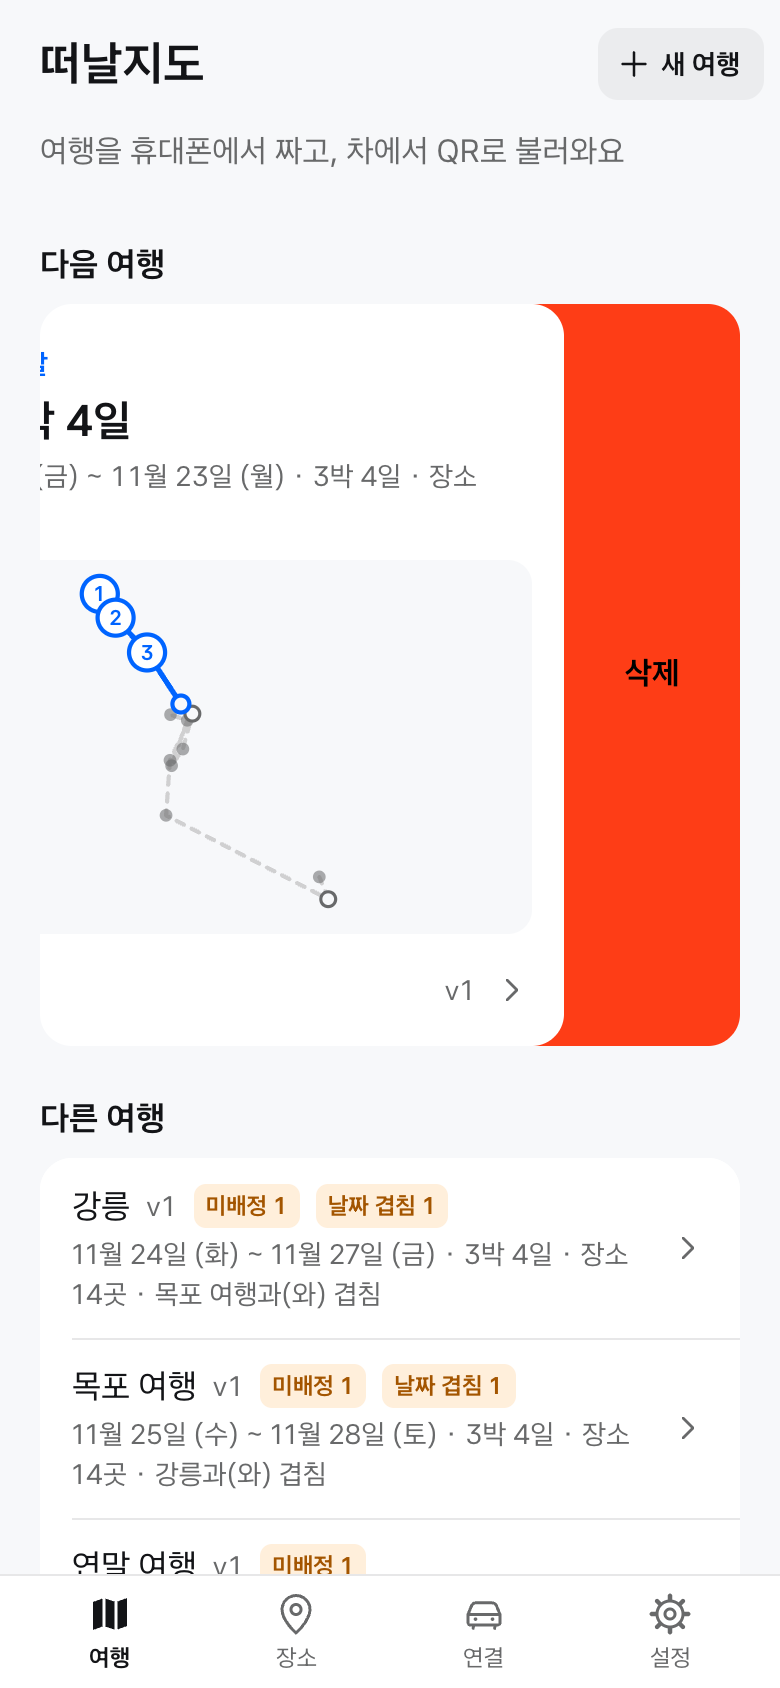 떠날지도
새 여행
여행을 휴대폰에서 짜고, 차에서 QR로 불러와요
다음 여행
4일
(금) ~ 11월 23일 (월) · 3박 4일 · 장소
1
2
3
삭제
v1
다른 여행
강릉 v1 미배정 1 날짜 겹침 1
11월 24일 (화) ~ 11월 27일 (금) · 3박 4일 · 장소
14곳 · 목포 여행과(와) 겹침
목포 여행 v1 미배정 1 날짜 겹침 1
11월 25일 (수) ~ 11월 28일 (토) · 3박 4일 · 장소
14곳 · 강릉과(와) 겹침
연말 여행 v1 미배정 1
여행
장소
연결
설정